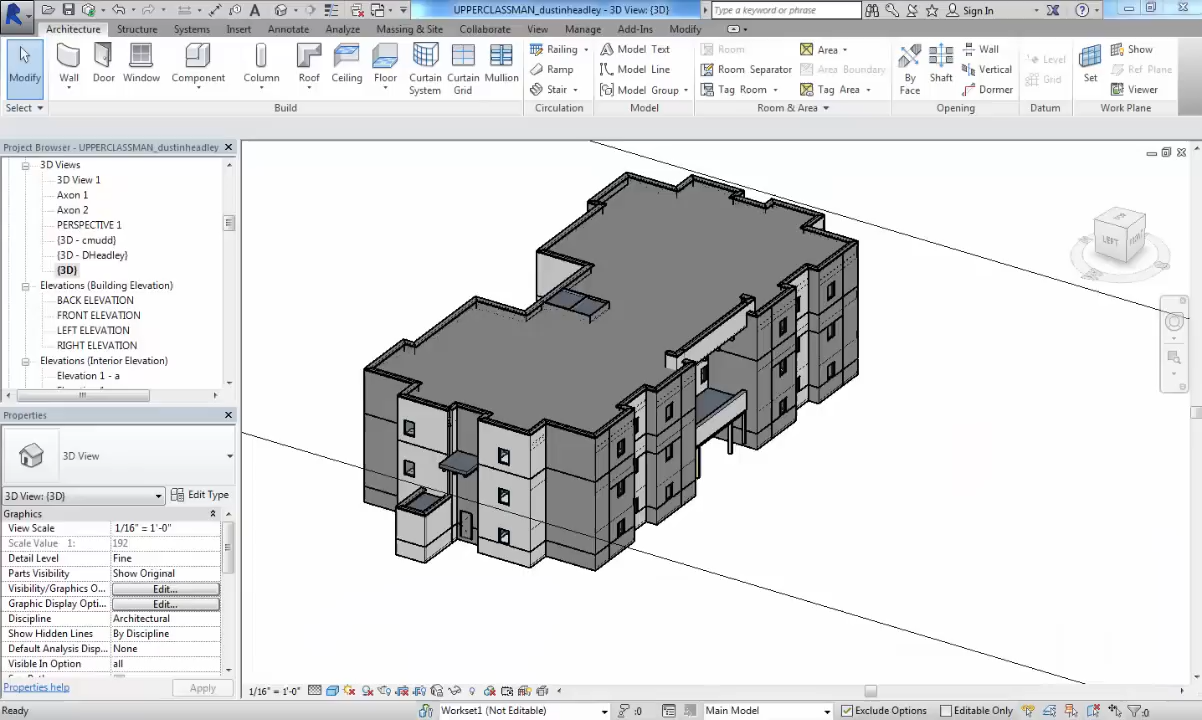 UPPERCLASSMAN_dustinheadley - 3D View: {3D}
Type a keyword or phrase
Sign In
Architecture Structure Systems Insert Annotate Analyze Massing & Site Collaborate View Manage Add-Ins Modify
Modify Wall Door Window Component Column Roof Ceiling Floor Curtain System Curtain Grid Mullion
Railing Ramp Stair
Model Text Model Line Model Group
Room Room Separator Tag Room
Area Area Boundary Tag Area
By Face Shaft Wall Vertical Dormer
Level Grid
Set Show Ref Plane Viewer
Select Build Circulation Model Room & Area Opening Datum Work Plane
Project Browser - UPPERCLASSMAN_dustinheadley
3D Views
3D View 1
Axon 1
Axon 2
PERSPECTIVE 1
{3D - cmudd}
{3D - DHeadley}
{3D}
Elevations (Building Elevation)
BACK ELEVATION
FRONT ELEVATION
LEFT ELEVATION
RIGHT ELEVATION
Elevations (Interior Elevation)
Elevation 1 - a
LEFT
Properties
3D View
3D View: {3D} Edit Type
Graphics
View Scale 1/16" = 1'-0"
Scale Value 1: 192
Detail Level Fine
Parts Visibility Show Original
Visibility/Graphics O... Edit...
Graphic Display Opti... Edit...
Discipline Architectural
Show Hidden Lines By Discipline
Default Analysis Disp... None
Visible In Option all
Properties help Apply
1/16" = 1'-0"
Ready
Workset1 (Not Editable) :0 Main Model Exclude Options Editable Only :0